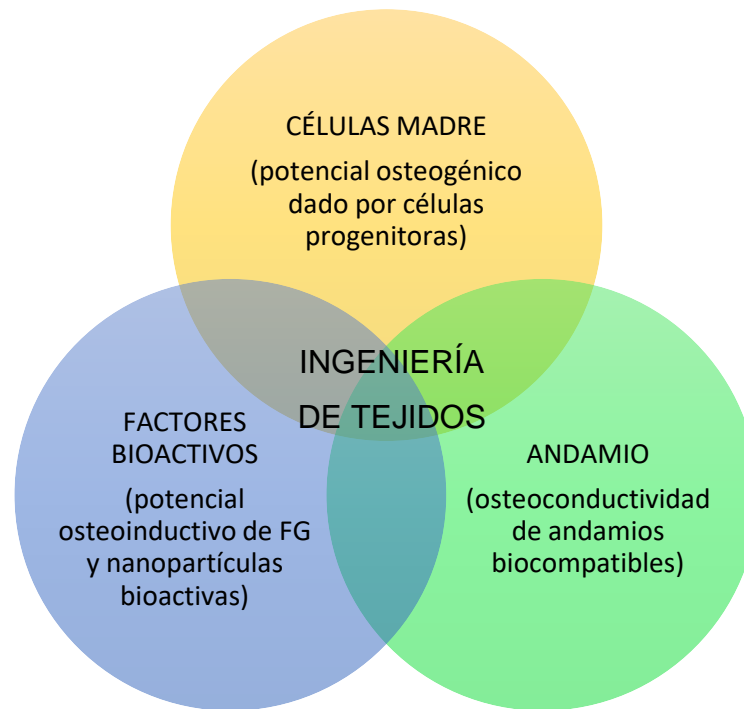 CÉLULAS MADRE
(potencial osteogénico
dado por células
progenitoras)
INGENIERÍA
DE TEJIDOS
FACTORES
BIOACTIVOS
(potencial
osteoinductivo de FG
y nanopartículas
bioactivas)
ANDAMIO
(osteoconductividad
de andamios
biocompatibles)